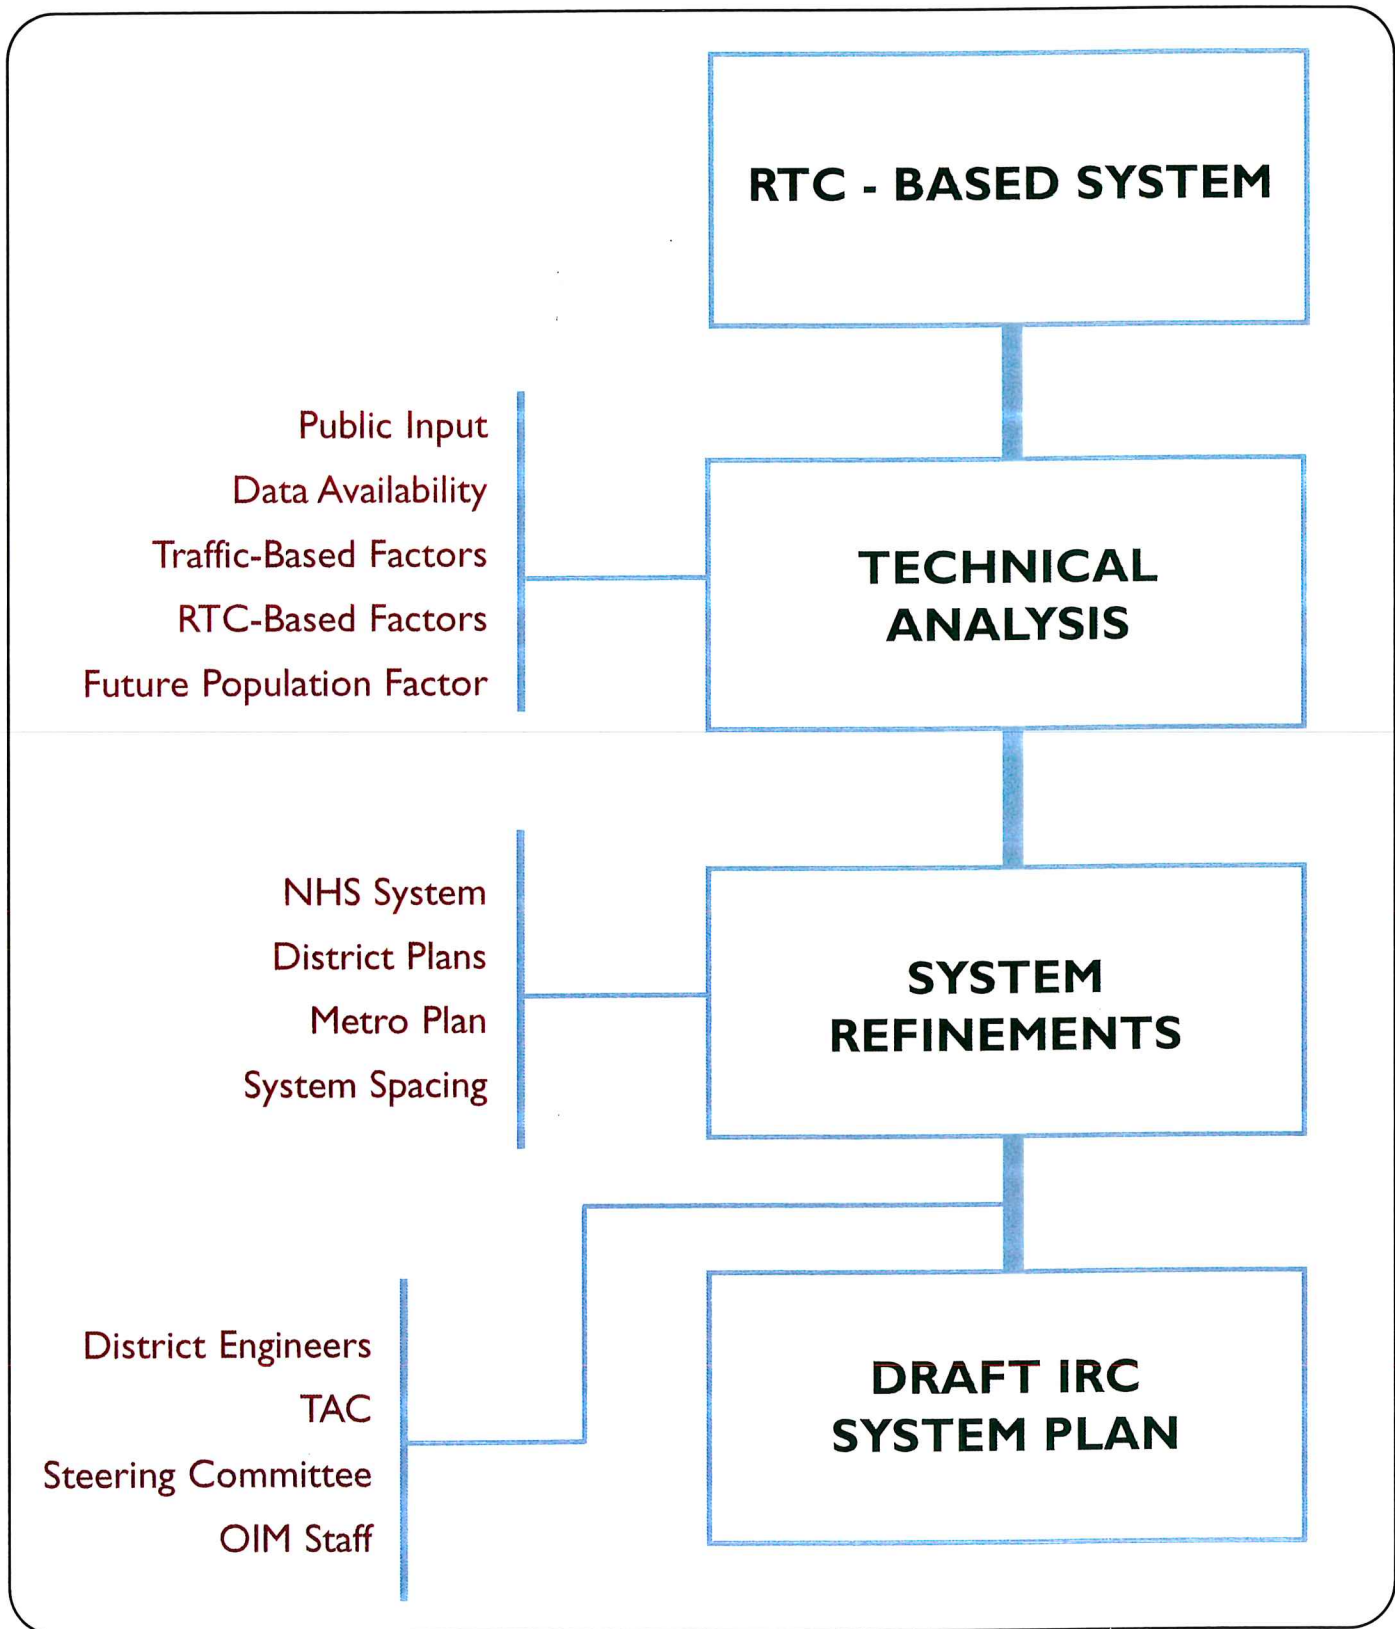 RTC - BASED SYSTEM
Public Input
Data Availability
Traffic-Based Factors
RTC-Based Factors
Future Population Factor
TECHNICAL
ANALYSIS
NHS System
District Plans
Metro Plan
System Spacing
SYSTEM
REFINEMENTS
District Engineers
TAC
Steering Committee
OIM Staff
DRAFT IRC
SYSTEM PLAN